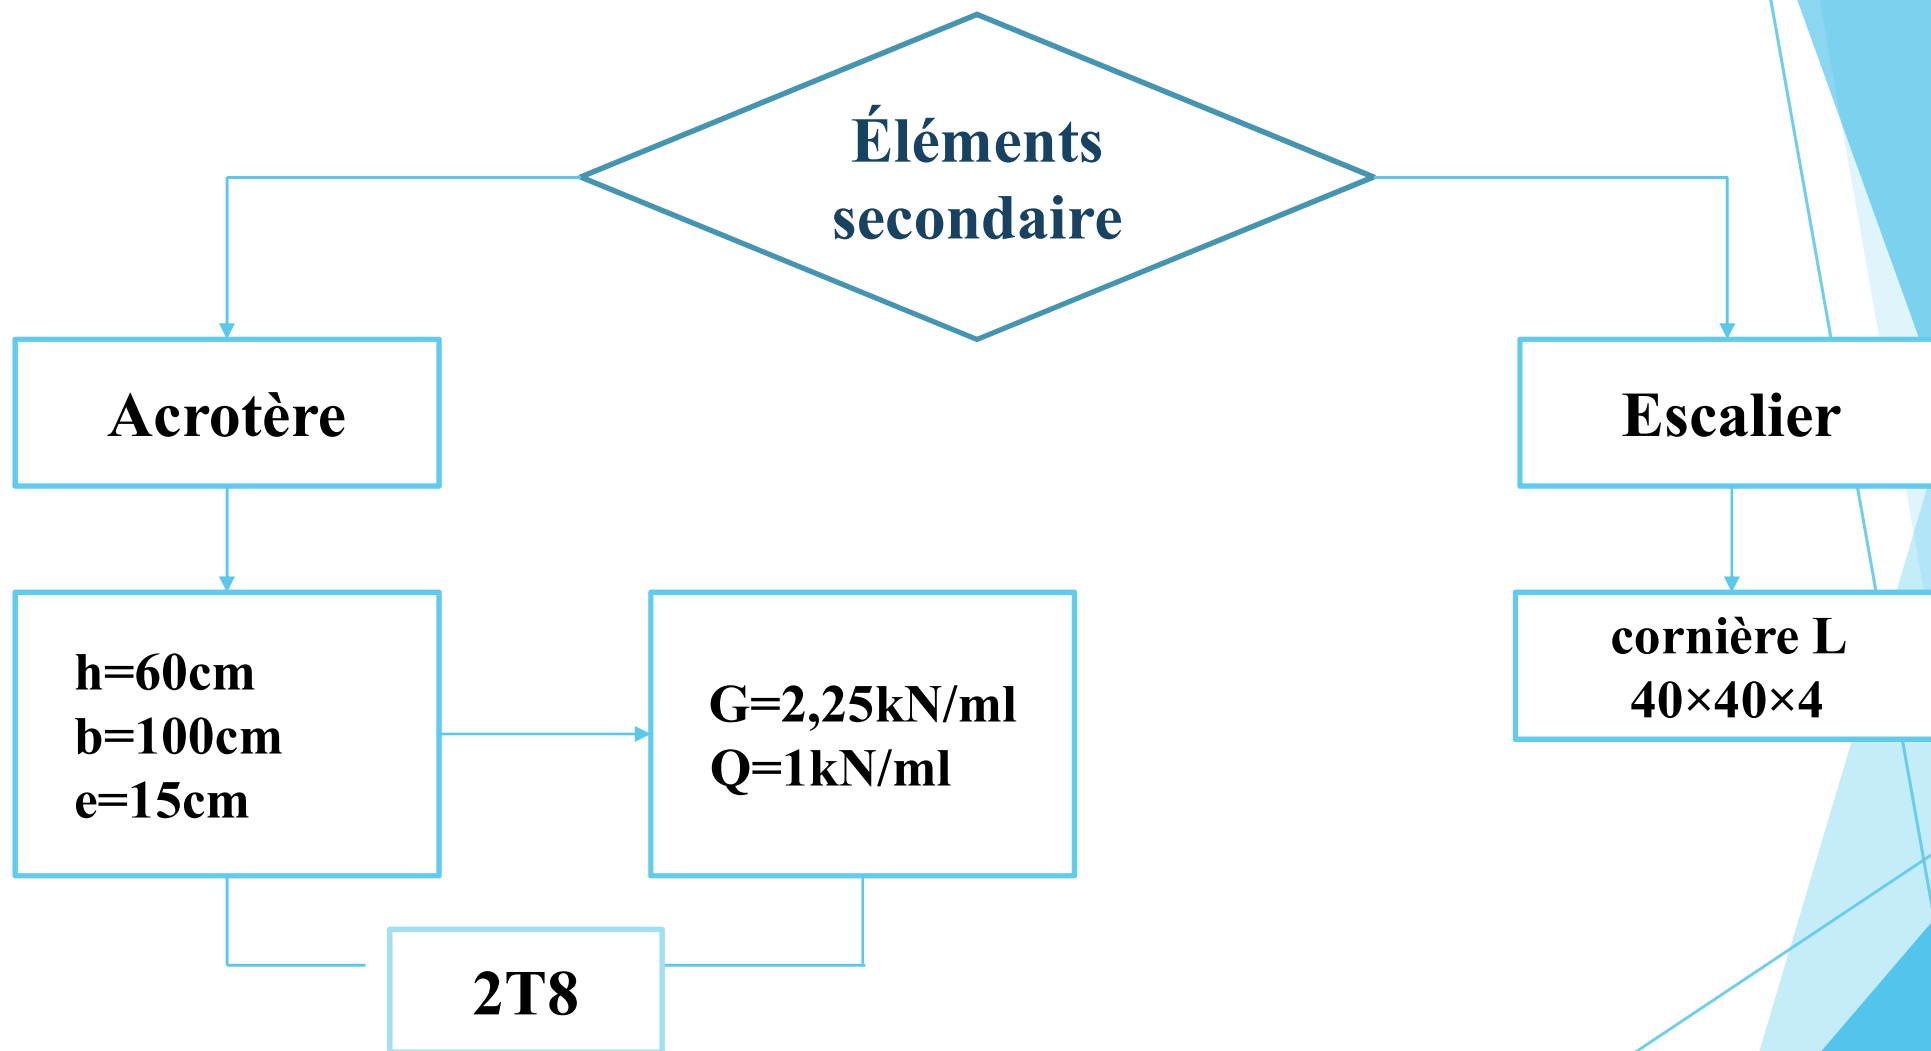 Éléments
secondaire
Acrotère
Escalier
h=60cm
b=100cm
e=15cm
G=2,25kN/ml
Q=1kN/ml
cornière L
40×40×4
2T8